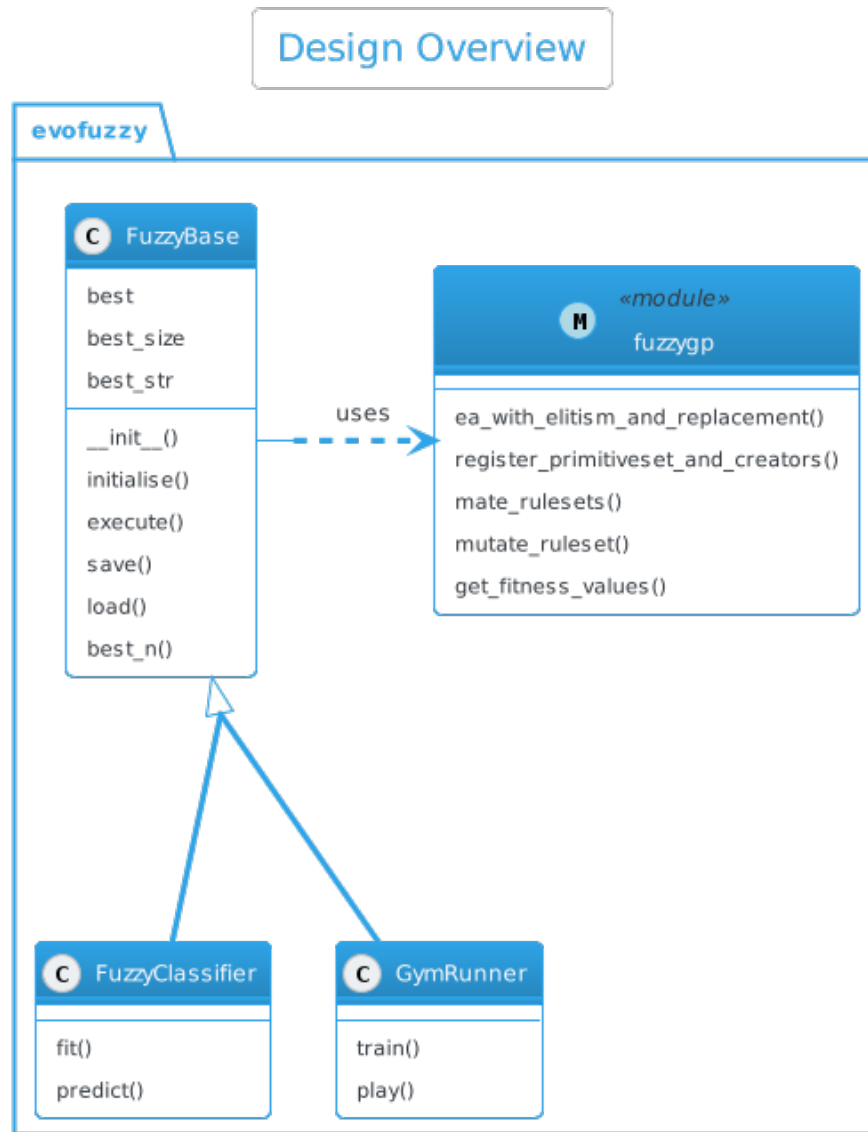 Design Overview
evofuzzy
C FuzzyBase
best
best_size
best_str
__init__()
initialise()
execute()
save()
load()
best_n()
uses
«module»
M
fuzzygp
ea_with_elitism_and_replacement()
register_primitiveset_and_creators()
mate_rulesets()
mutate_ruleset()
get_fitness_values()
C FuzzyClassifier
fit()
predict()
C GymRunner
train()
play()